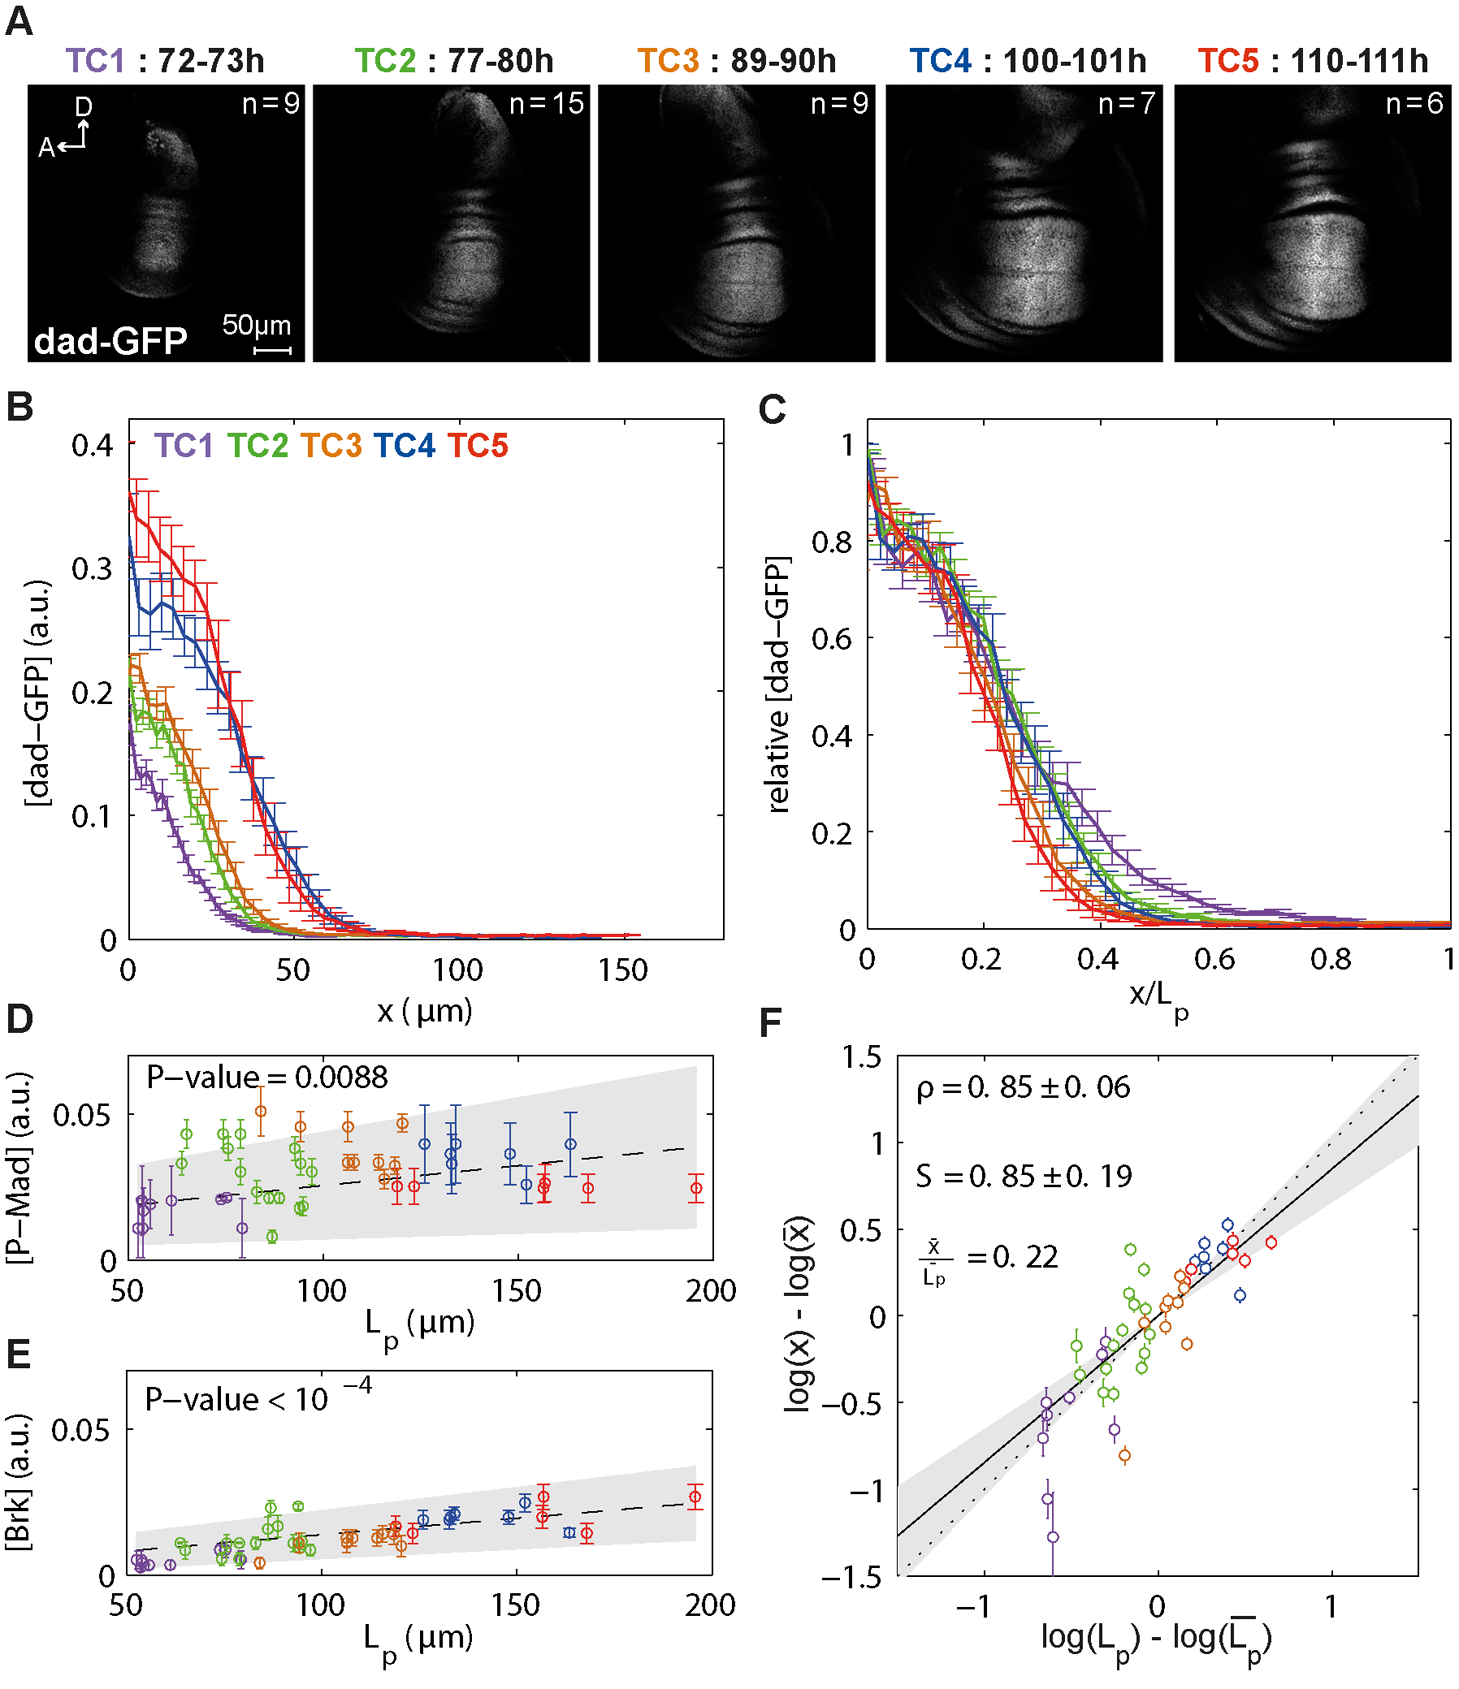 A
TC1 : 72-73h
TC2 : 77-80h
TC3 : 89-90h
TC4 : 100-101h
TC5 : 110-111h
D
A
n=9
n=15
n=9
n=7
n=6
50µm
dad-GFP
B
TC1 TC2 TC3 TC4 TC5
0.4
0.3
0.2
0.1
0
[dad−GFP] (a.u.)
0
50
100
150
x (µm)
C
1
0.8
0.6
0.4
0.2
0
relative [dad−GFP]
0
0.2
0.4
0.6
0.8
1
x/Lp
D
P−value = 0.0088
0.05
0
[P−Mad] (a.u.)
50
100
150
200
Lp (µm)
E
P−value < 10 −4
0.05
0
[Brk] (a.u.)
50
100
150
200
Lp (µm)
F
ρ = 0.85 ± 0.06
S = 0.85 ± 0.19
x̄/L̄p = 0.22
1.5
1
0.5
0
−0.5
−1
−1.5
log(x) - log(x̄)
−1
0
1
log(Lp) - log(L̄p)